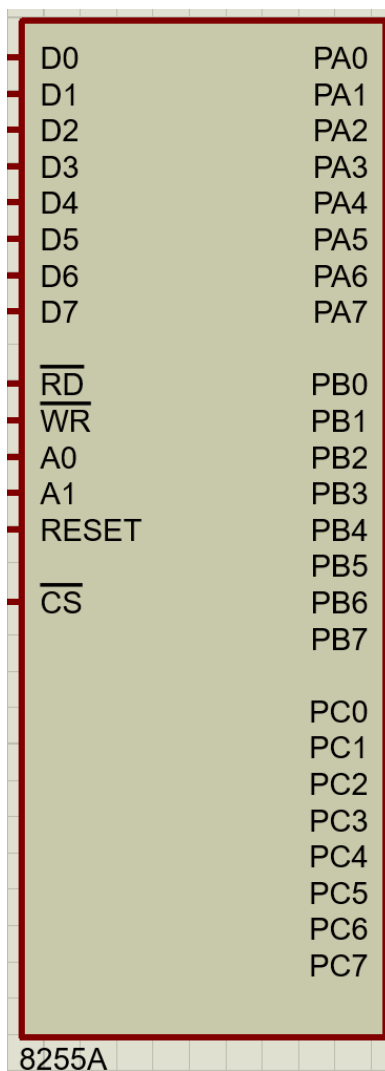 D0 PA0
D1 PA1
D2 PA2
D3 PA3
D4 PA4
D5 PA5
D6 PA6
D7 PA7
RD PB0
WR PB1
A0 PB2
A1 PB3
RESET PB4
PB5
CS PB6
PB7
PC0
PC1
PC2
PC3
PC4
PC5
PC6
PC7
8255A